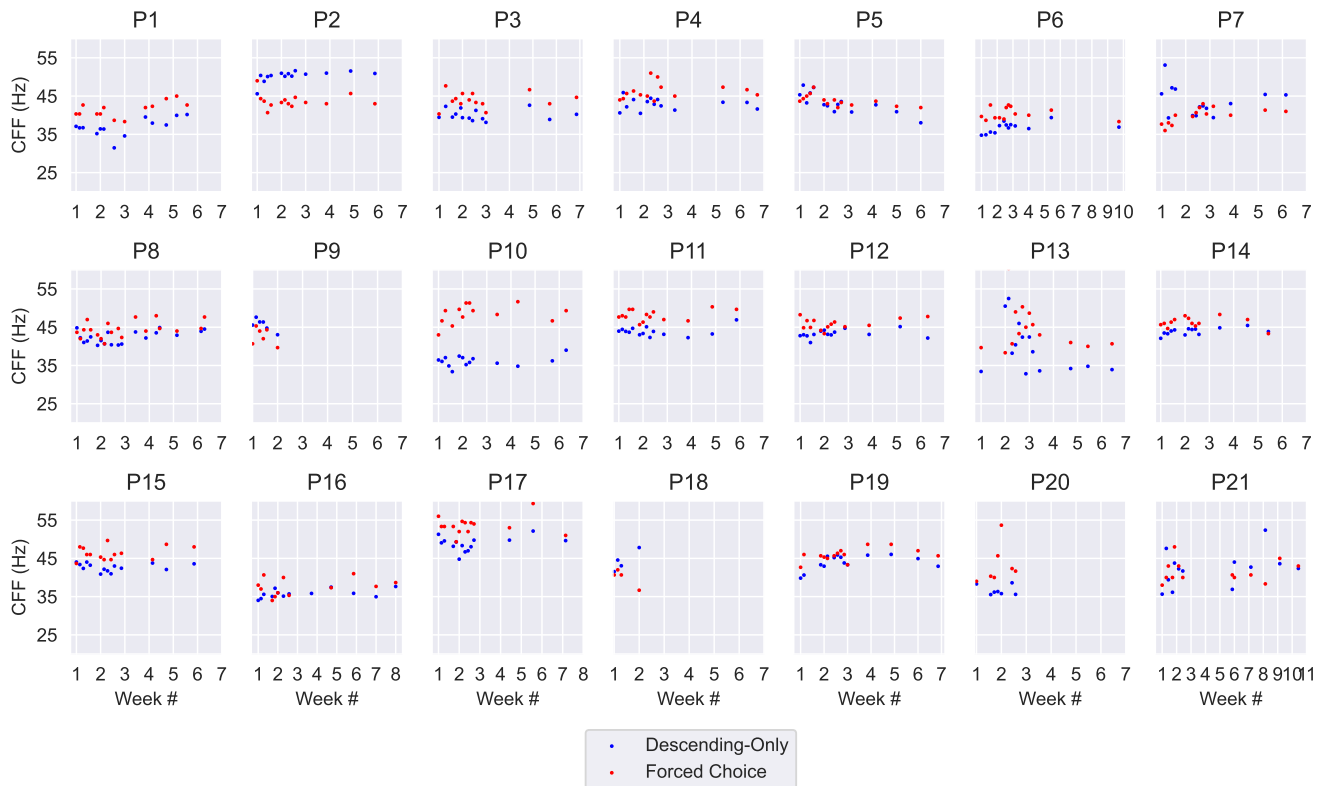 P1 P2 P3 P4 P5 P6 P7
CFF (Hz)
55
45
35
25
1 2 3 4 5 6 7
1 2 3 4 5 6 7
1 2 3 4 5 6 7
1 2 3 4 5 6 7
1 2 3 4 5 6 7
1 2 3 4 5 6 7 8 9 10
1 2 3 4 5 6 7
P8 P9 P10 P11 P12 P13 P14
CFF (Hz)
55
45
35
25
1 2 3 4 5 6 7
1 2 3 4 5 6 7
1 2 3 4 5 6 7
1 2 3 4 5 6 7
1 2 3 4 5 6 7
1 2 3 4 5 6 7
1 2 3 4 5 6 7
P15 P16 P17 P18 P19 P20 P21
CFF (Hz)
55
45
35
25
1 2 3 4 5 6 7
1 2 3 4 5 6 7 8
1 2 3 4 5 6 7 8
1 2 3 4 5 6 7
1 2 3 4 5 6 7
1 2 3 4 5 6 7
1 2 3 4 5 6 7 8 9 10 11
Week # Week # Week # Week # Week # Week # Week #
Descending-Only
Forced Choice